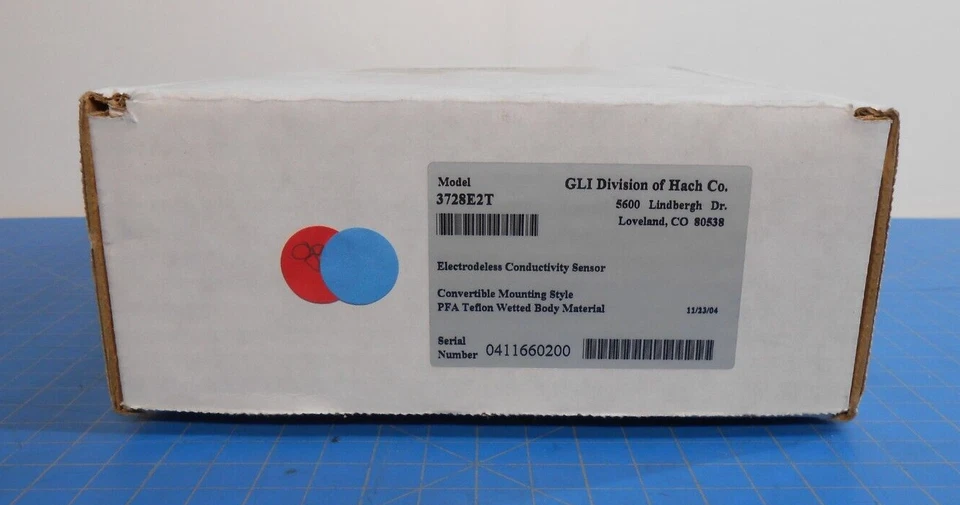 Model
3728E2T
GLI Division of Hach Co.
5600 Lindbergh Dr.
Loveland, CO 80538
Electrodeless Conductivity Sensor
Convertible Mounting Style
PFA Teflon Wetted Body Material
11/23/04
Serial
Number 0411660200